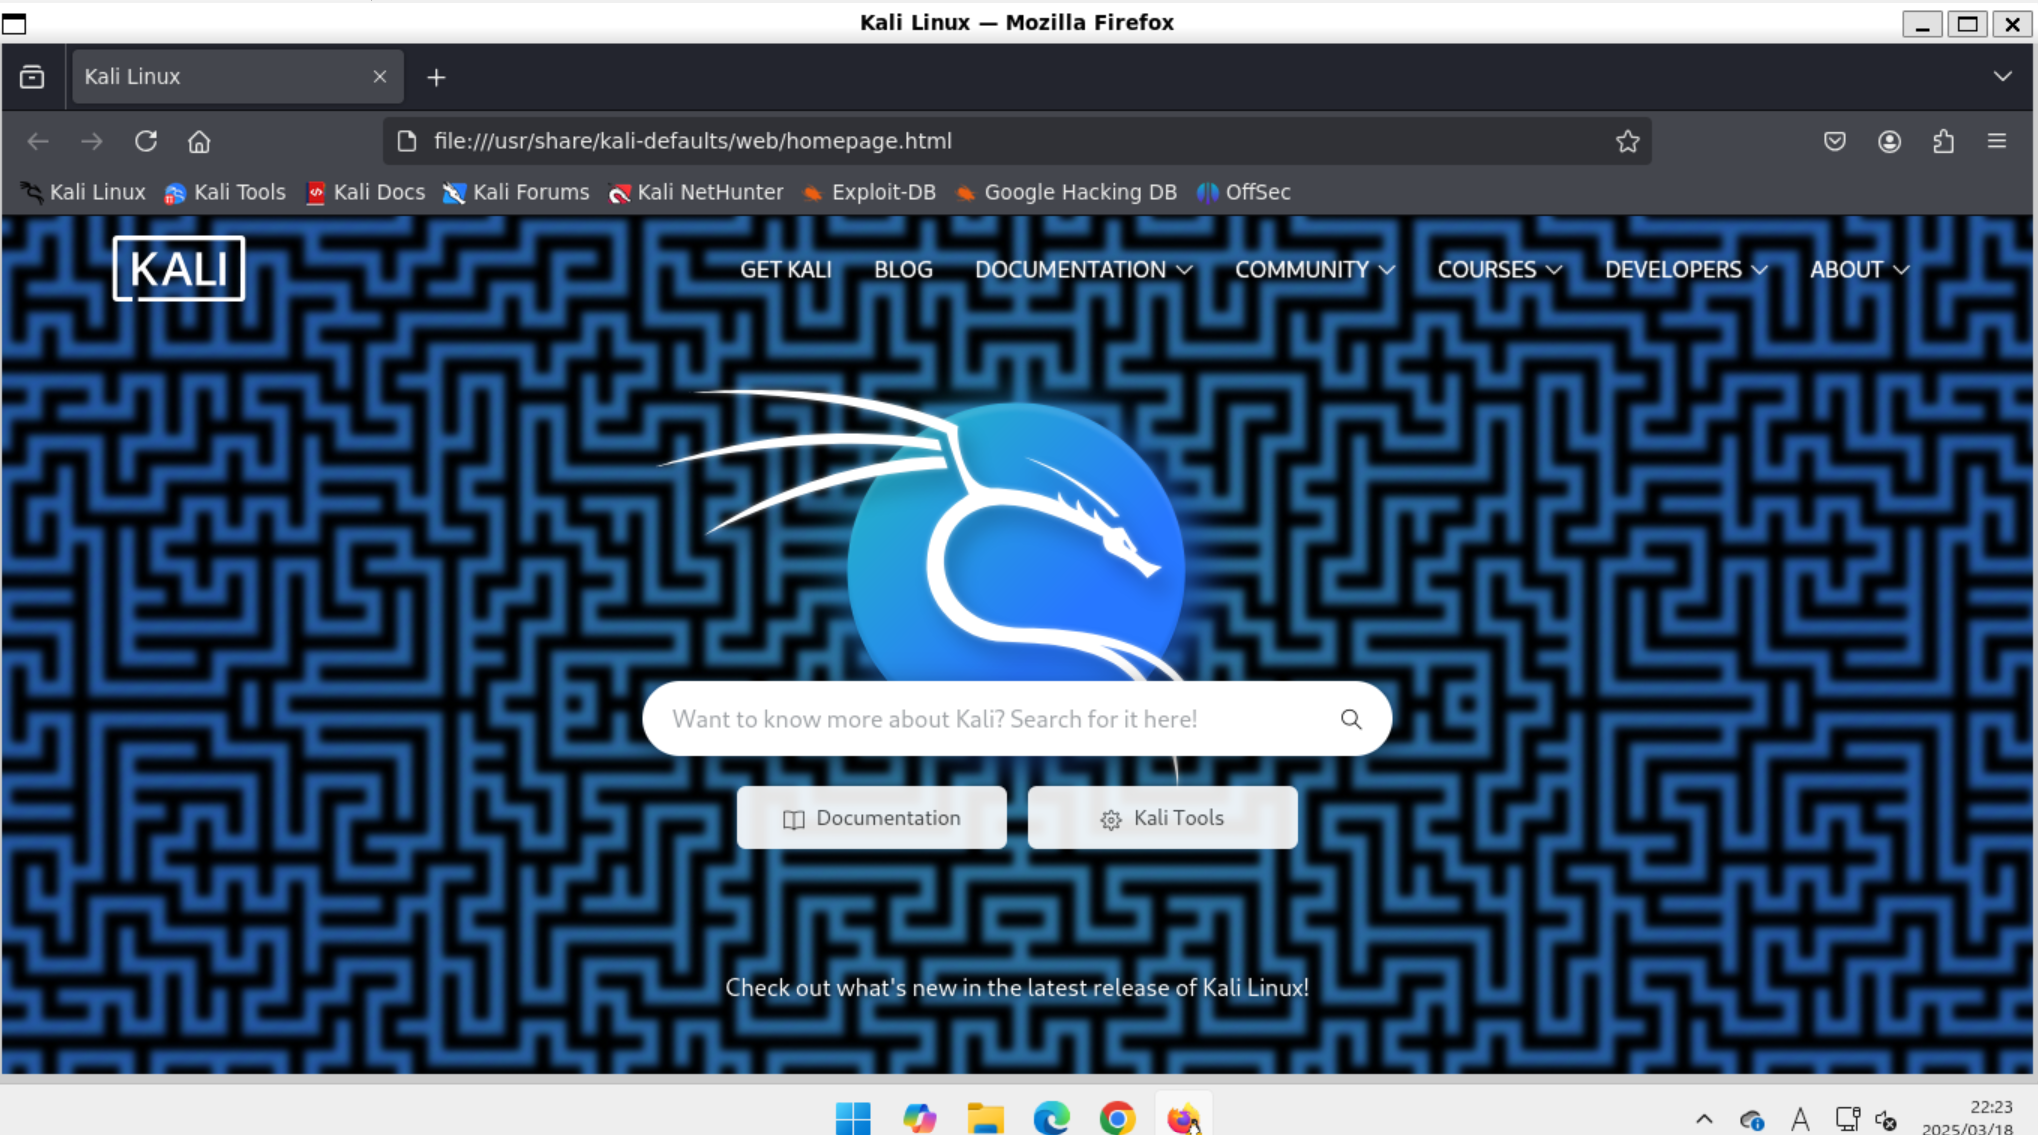 Kali Linux — Mozilla Firefox
Kali Linux
file:///usr/share/kali-defaults/web/homepage.html
Kali Linux Kali Tools Kali Docs Kali Forums Kali NetHunter Exploit-DB Google Hacking DB OffSec
KALI GET KALI BLOG DOCUMENTATION COMMUNITY COURSES DEVELOPERS ABOUT
Want to know more about Kali? Search for it here!
Documentation Kali Tools
Check out what's new in the latest release of Kali Linux!
A 22:23
2025/03/18